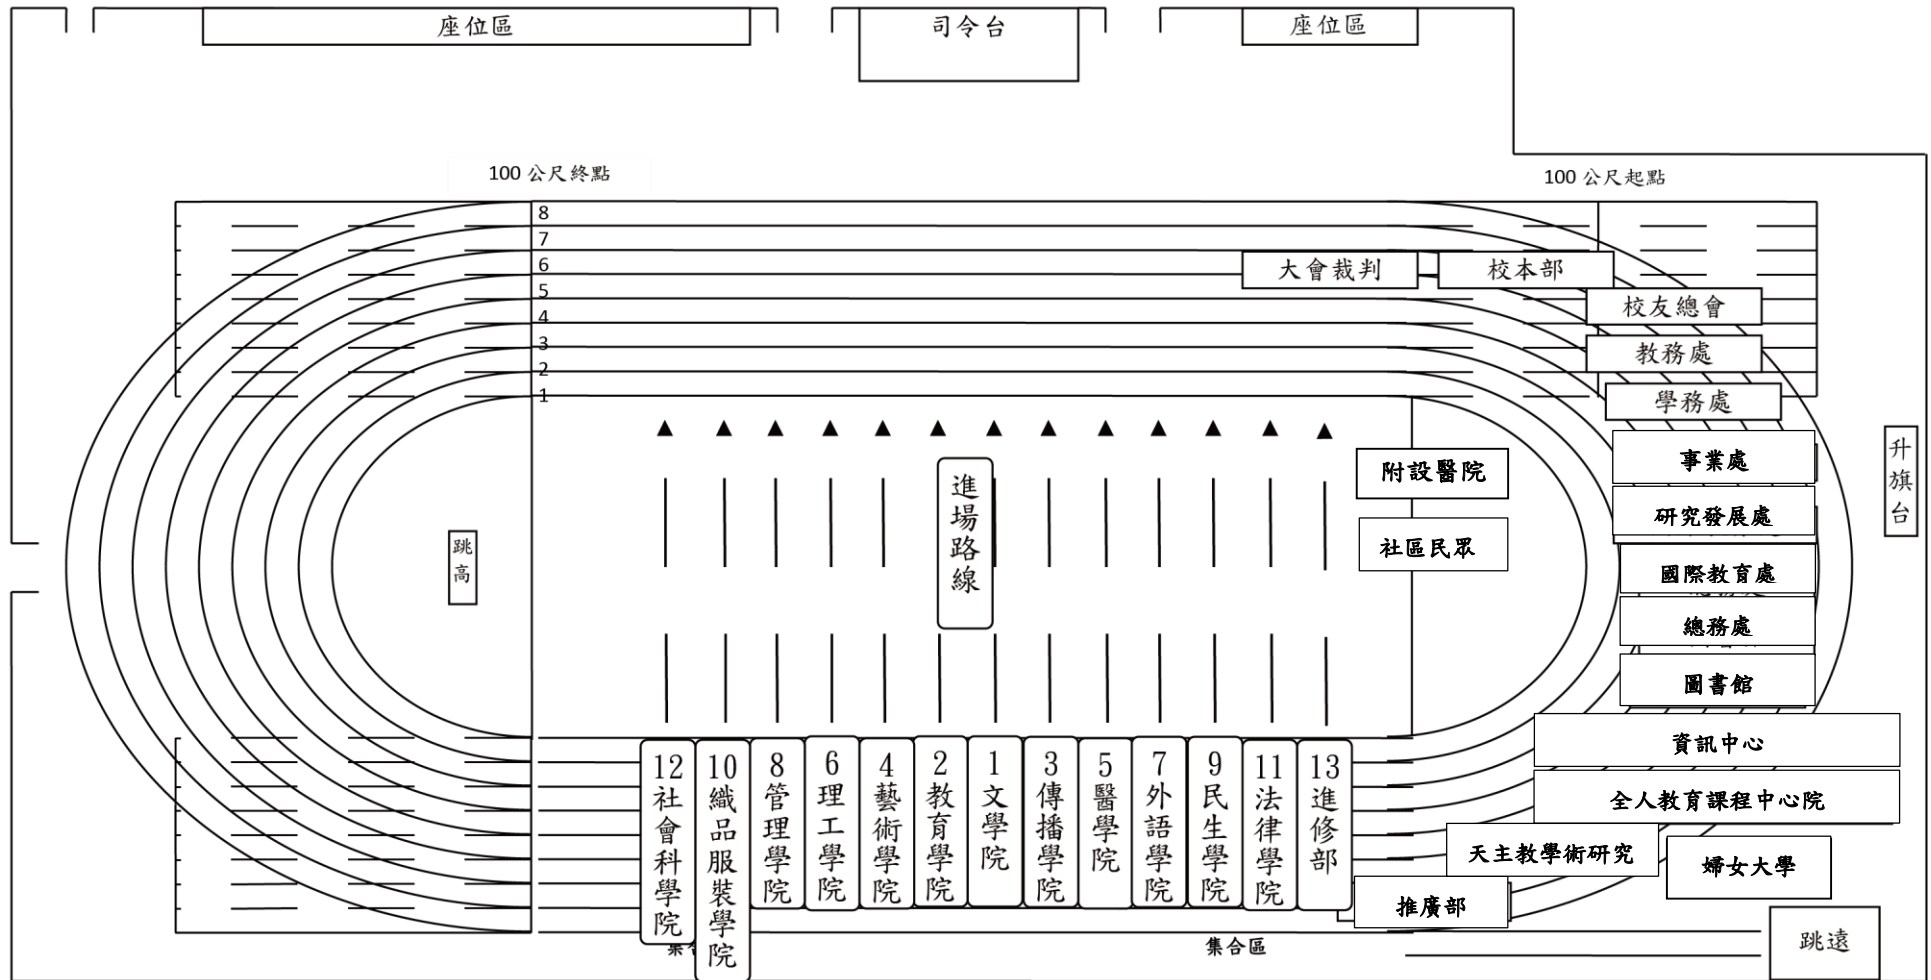 座位區
司令台
座位區
100 公尺終點
100 公尺起點
8
7
6
5
4
3
2
1
大會裁判
校本部
校友總會
教務處
學務處
附設醫院
社區民眾
事業處
研究發展處
國際教育處
總務處
圖書館
資訊中心
全人教育課程中心院
天主教學術研究
婦女大學
推廣部
升旗台
跳高
進場路線
12 社會科學院
10 織品服裝學院
8 管理學院
6 理工學院
4 藝術學院
2 教育學院
1 文學院
3 傳播學院
5 醫學院
7 外語學院
9 民生學院
11 法律學院
13 進修部
集合區
跳遠